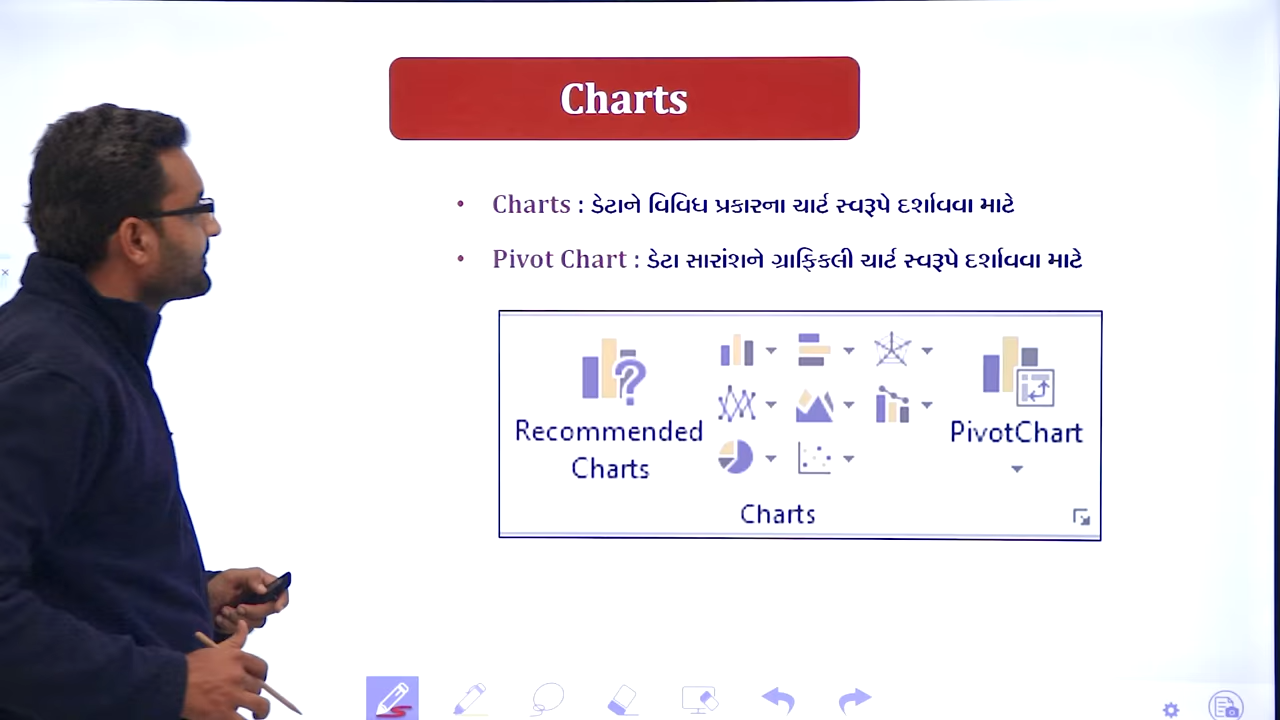 Charts
• Charts : ડેટાને વિવિધ પ્રકારના ચાર્ટ સ્વરૂપે દર્શાવવા માટે
• Pivot Chart : ડેટા સારાંશને ગ્રાફિકલી ચાર્ટ સ્વરૂપે દર્શાવવા માટે
Recommended
Charts
PivotChart
Charts